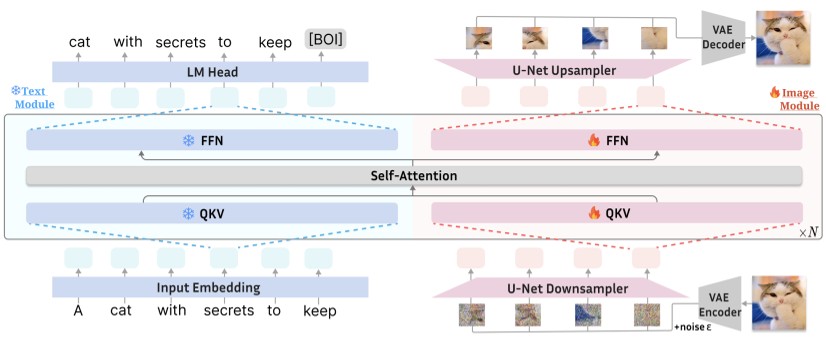 cat with secrets to keep [BOI]
VAE Decoder
LM Head
U-Net Upsampler
Text Module
Image Module
FFN
FFN
Self-Attention
QKV
QKV
×N
Input Embedding
U-Net Downsampler
VAE Encoder
A cat with secrets to keep
+noise ε